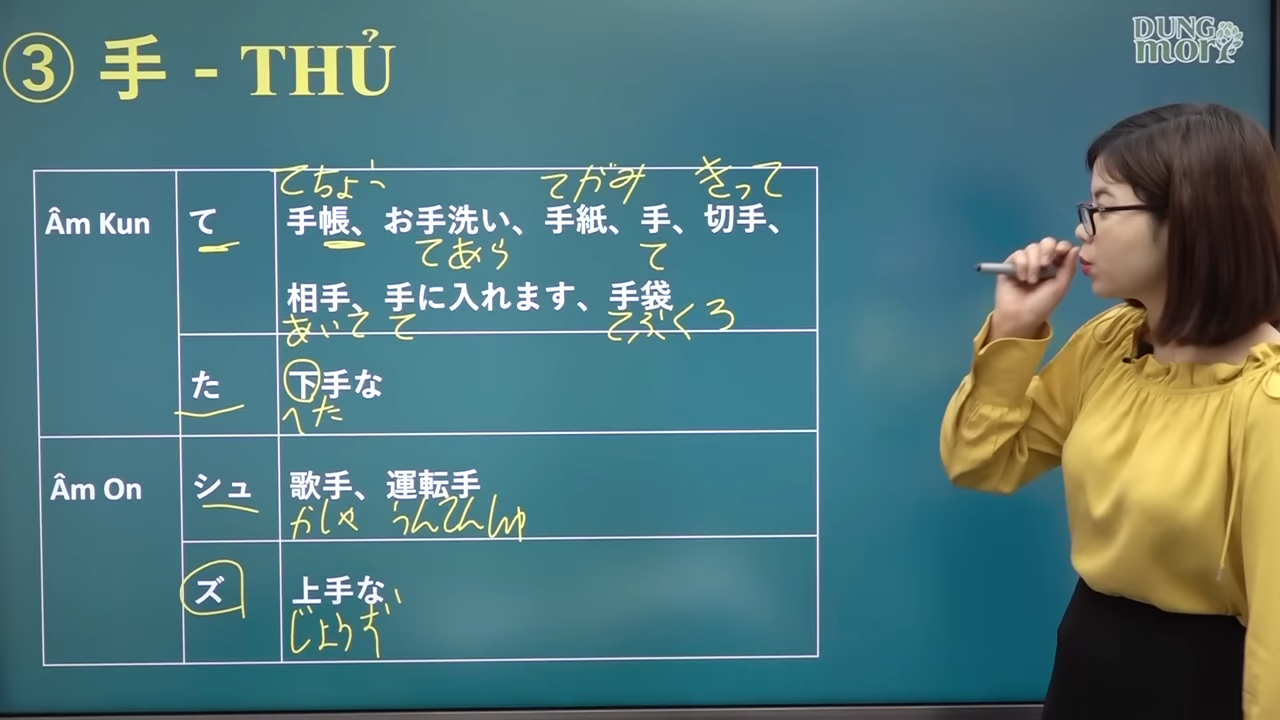 ③ 手 - THỦ
DUNG
mori
てちょう てがみ きって
Âm Kun て 手帳、お手洗い、手紙、手、切手、
てあら て
相手、手に入れます、手袋
あいて て てぶくろ
た 下手な
へた
Âm On シュ 歌手、運転手
かしゅ うんてんしゅ
ズ 上手な
じょうず